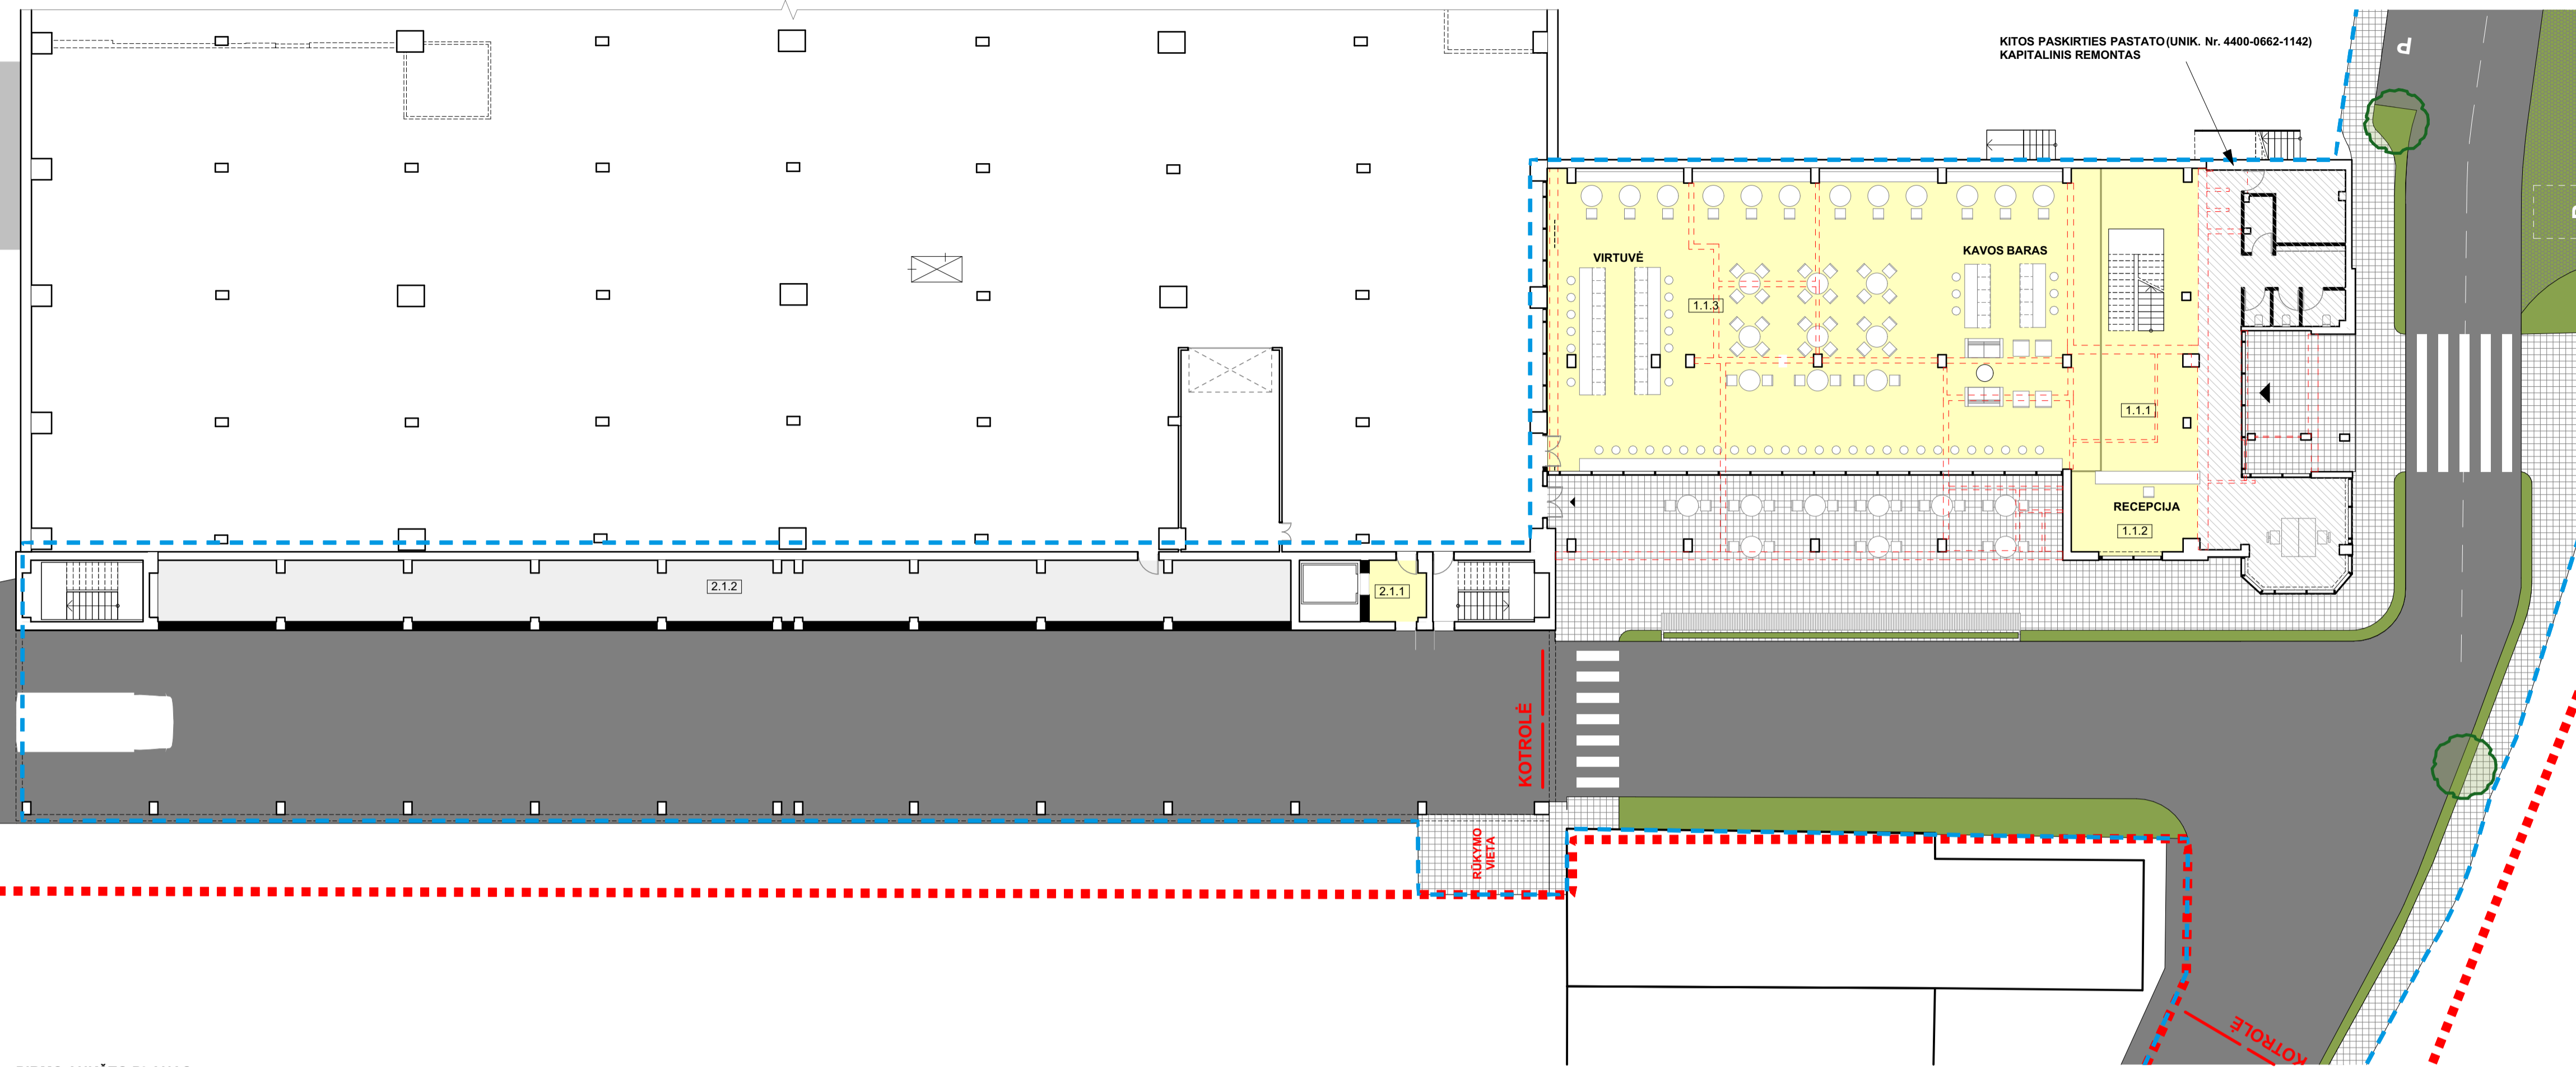 KITOS PASKIRTIES PASTATO (UNIK. Nr. 4400-0662-1142)
KAPITALINIS REMONTAS
P
VIRTUVĖ
KAVOS BARAS
1.1.3
1.1.1
RECEPCIJA
1.1.2
2.1.2
2.1.1
KOTROLĖ
RŪKYMO
VIETA
KOTROLĖ